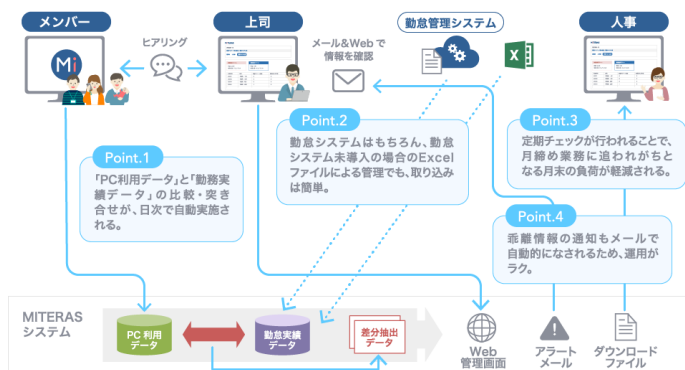 メンバー
上司
勤怠管理システム
人事
Mi
ヒアリング
メール&Webで
情報を確認
X
Point.1
「PC利用データ」と「勤務実
績データ」の比較・突き
合せが、日次で自動実施さ
れる。
Point.2
勤怠システムはもちろん、勤怠
システム未導入の場合のExcel
ファイルによる管理でも、取り込み
は簡単。
Point.3
定期チェックが行われることで、
月締め業務に追われがちと
なる月末の負荷が軽減される。
Point.4
乖離情報の通知もメールで
自動的になされるため、運用が
ラク。
MITERAS
システム
PC利用
データ
勤怠実績
データ
差分抽出
データ
Web
管理画面
アラート
メール
ダウンロード
ファイル